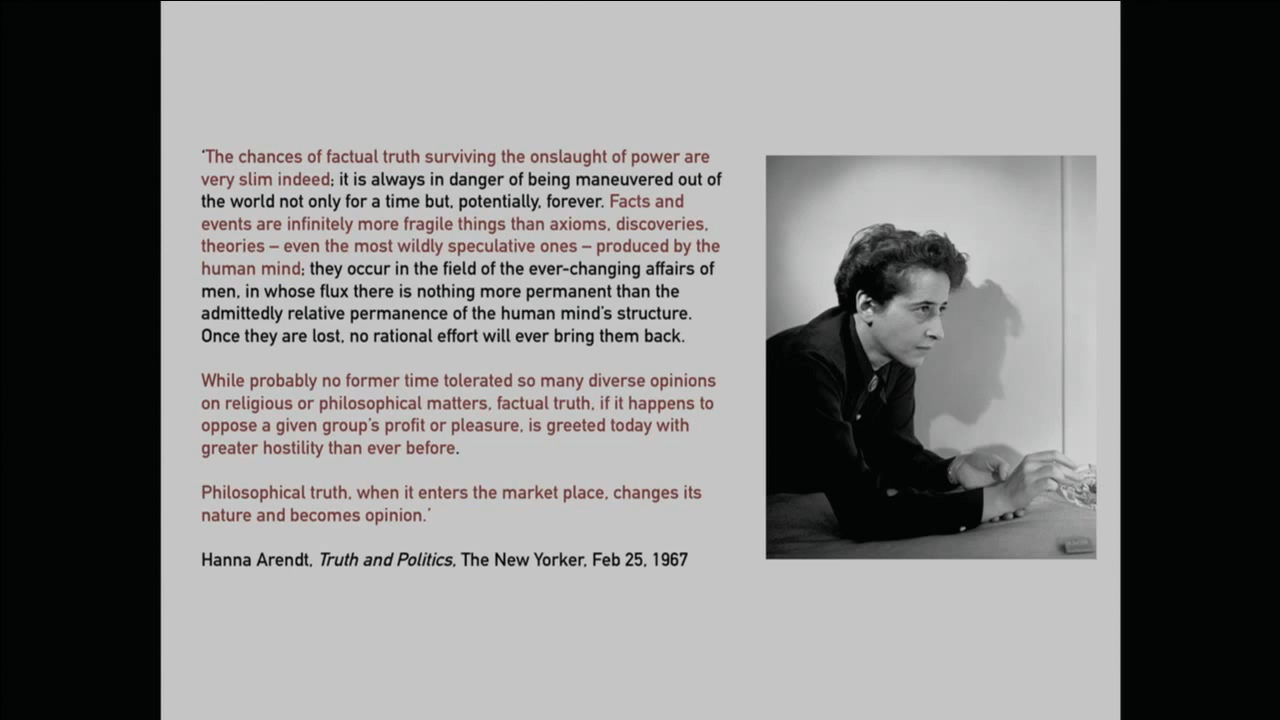 ‘The chances of factual truth surviving the onslaught of power are
very slim indeed; it is always in danger of being maneuvered out of
the world not only for a time but, potentially, forever. Facts and
events are infinitely more fragile things than axioms, discoveries,
theories – even the most wildly speculative ones – produced by the
human mind; they occur in the field of the ever-changing affairs of
men, in whose flux there is nothing more permanent than the
admittedly relative permanence of the human mind’s structure.
Once they are lost, no rational effort will ever bring them back.
While probably no former time tolerated so many diverse opinions
on religious or philosophical matters, factual truth, if it happens to
oppose a given group’s profit or pleasure, is greeted today with
greater hostility than ever before.
Philosophical truth, when it enters the market place, changes its
nature and becomes opinion.’
Hanna Arendt, Truth and Politics, The New Yorker, Feb 25, 1967